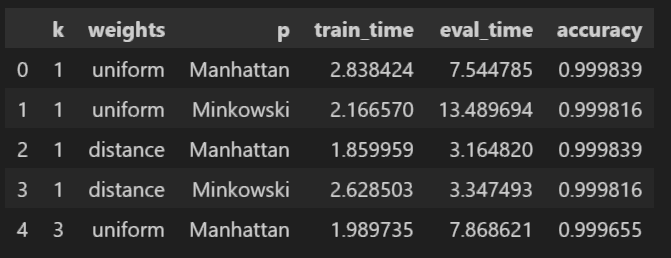 k weights p train_time eval_time accuracy
0 1 uniform Manhattan 2.838424 7.544785 0.999839
1 1 uniform Minkowski 2.166570 13.489694 0.999816
2 1 distance Manhattan 1.859959 3.164820 0.999839
3 1 distance Minkowski 2.628503 3.347493 0.999816
4 3 uniform Manhattan 1.989735 7.868621 0.999655